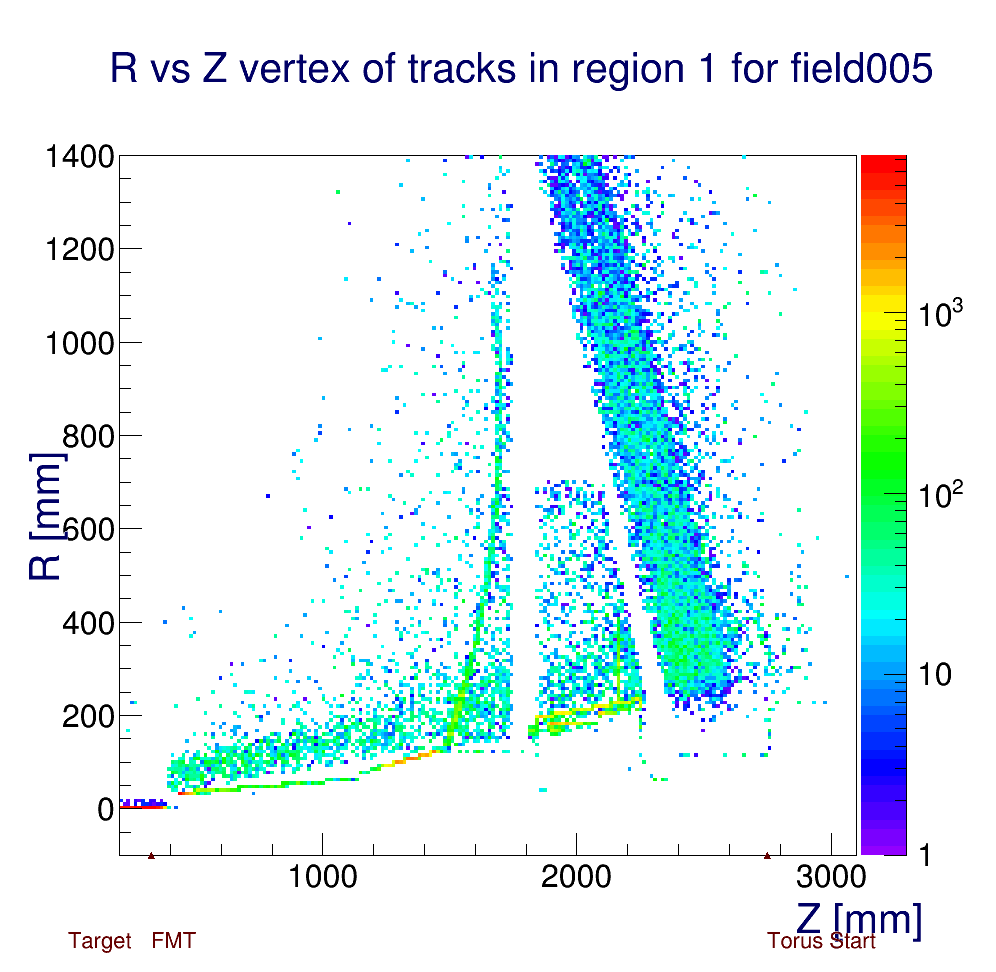 R vs Z vertex of tracks in region 1 for field005
1400
1200
1000
800
600
400
200
0
R [mm]
1000 2000 3000
Z [mm]
10³
10²
10
1
Target FMT Torus Start